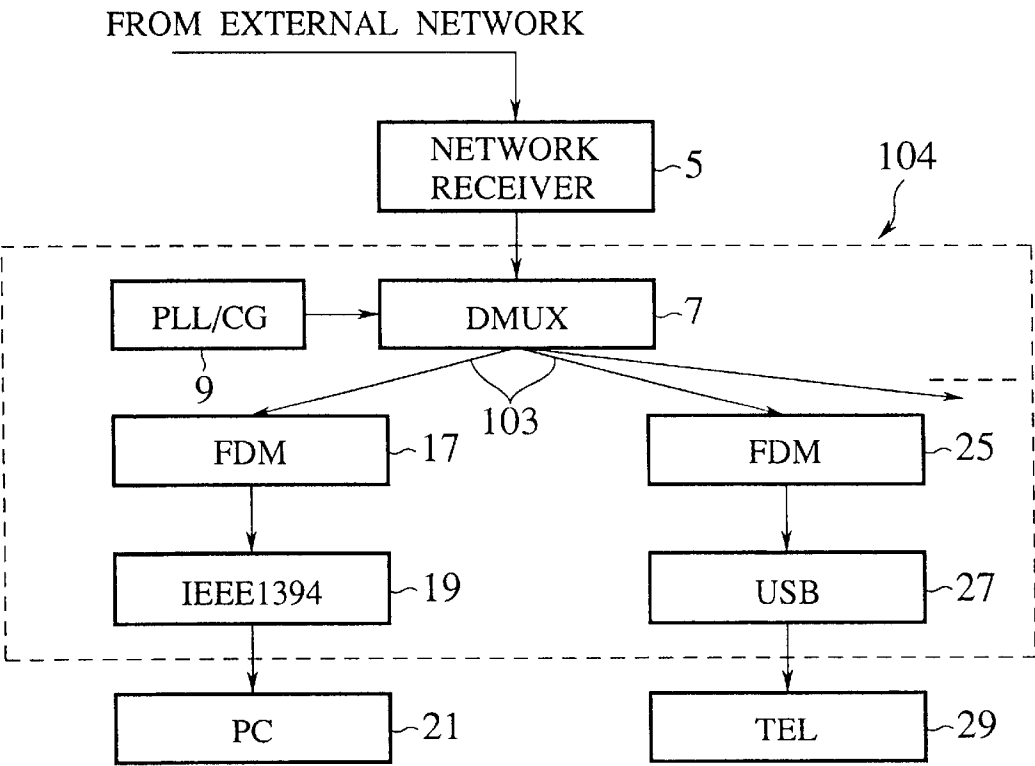 FROM EXTERNAL NETWORK
NETWORK
RECEIVER
5
104
PLL/CG
9
DMUX
7
103
FDM
17
FDM
25
IEEE1394
19
USB
27
PC
21
TEL
29